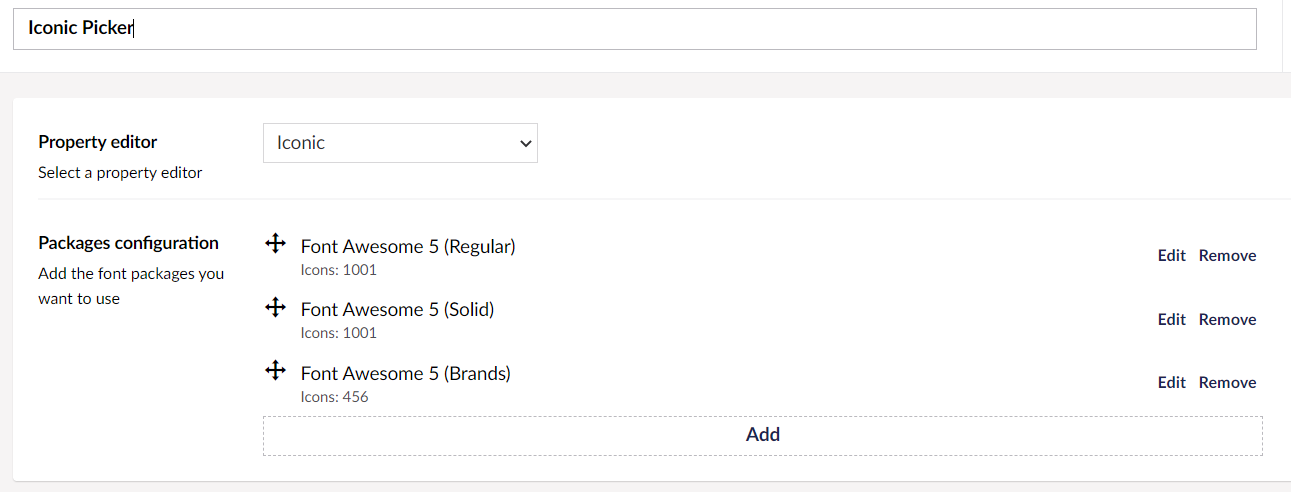 Iconic Picker
Property editor
Iconic
Select a property editor
Packages configuration
Add the font packages you
want to use
Font Awesome 5 (Regular)
Icons: 1001
Edit Remove
Font Awesome 5 (Solid)
Icons: 1001
Edit Remove
Font Awesome 5 (Brands)
Icons: 456
Edit Remove
Add